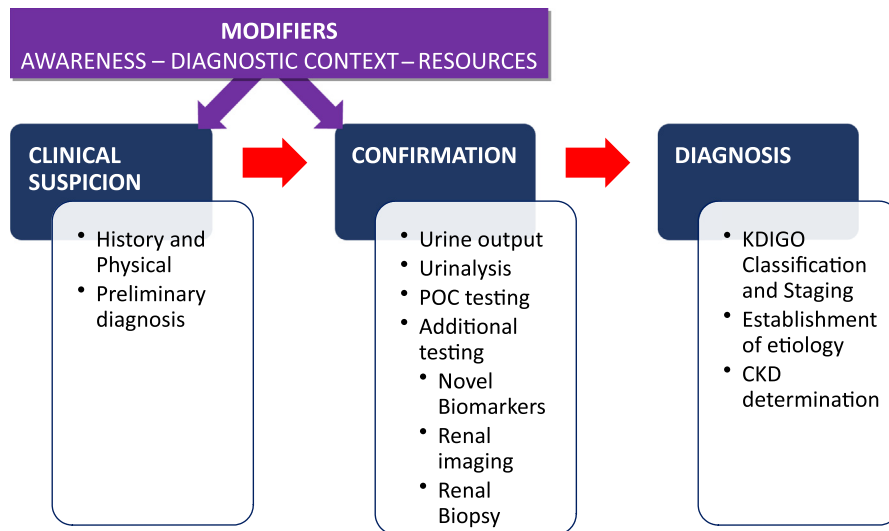 MODIFIERS
AWARENESS – DIAGNOSTIC CONTEXT – RESOURCES
CLINICAL
SUSPICION
• History and
Physical
• Preliminary
diagnosis
CONFIRMATION
• Urine output
• Urinalysis
• POC testing
• Additional
testing
• Novel
Biomarkers
• Renal
imaging
• Renal
Biopsy
DIAGNOSIS
• KDIGO
Classification
and Staging
• Establishment
of etiology
• CKD
determination